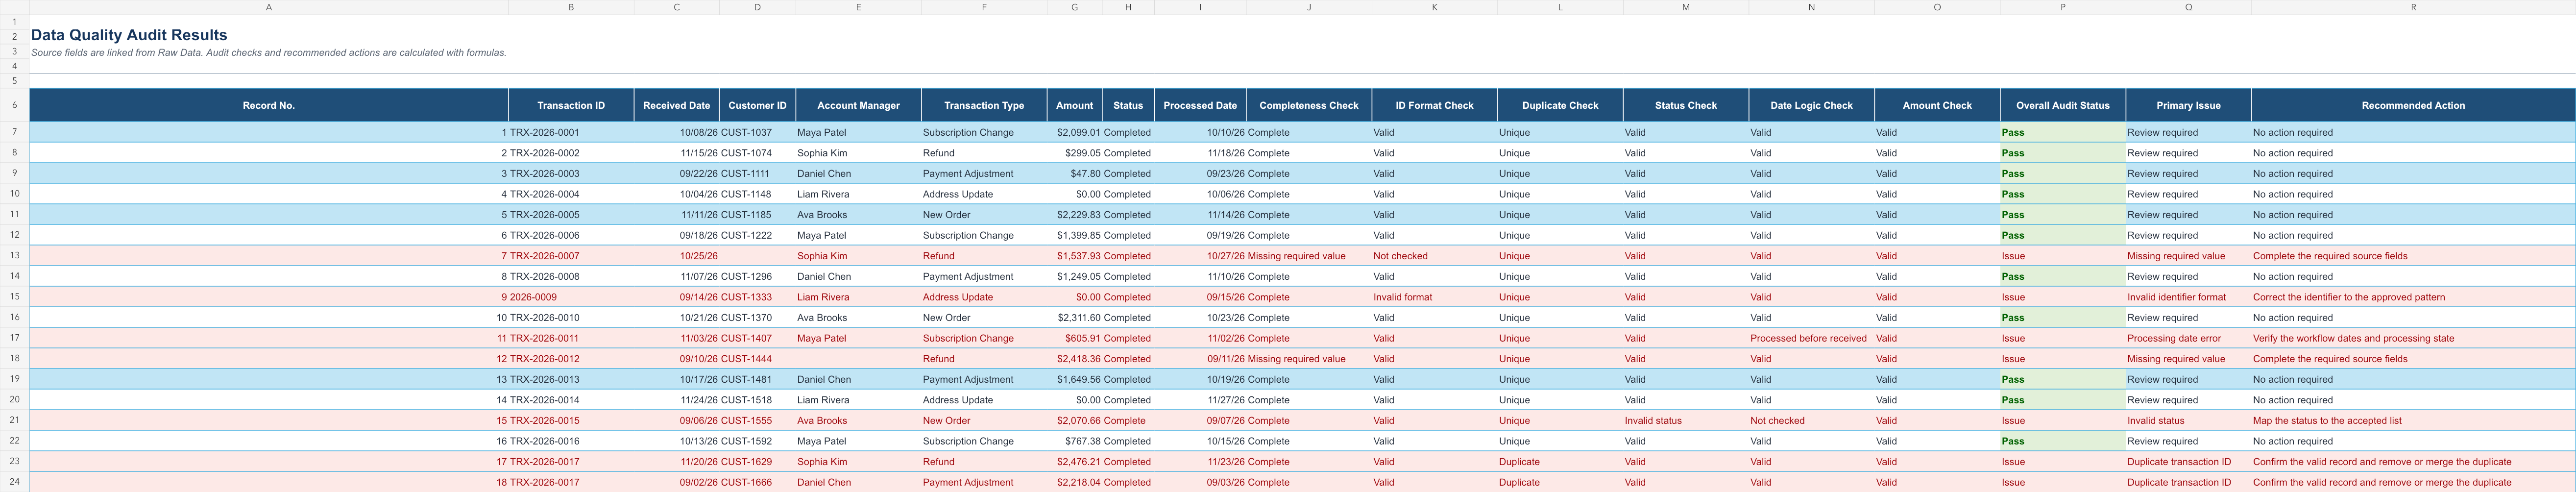 A B C D E F G H I J K L M N O P Q R
1
2 Data Quality Audit Results
3 Source fields are linked from Raw Data. Audit checks and recommended actions are calculated with formulas.
4
5
6 Record No. Transaction ID Received Date Customer ID Account Manager Transaction Type Amount Status Processed Date Completeness Check ID Format Check Duplicate Check Status Check Date Logic Check Amount Check Overall Audit Status Primary Issue Recommended Action
7 1 TRX-2026-0001 10/08/26 CUST-1037 Maya Patel Subscription Change $2,099.01 Completed 10/10/26 Complete Valid Unique Valid Valid Valid Pass Review required No action required
8 2 TRX-2026-0002 11/15/26 CUST-1074 Sophia Kim Refund $299.05 Completed 11/18/26 Complete Valid Unique Valid Valid Valid Pass Review required No action required
9 3 TRX-2026-0003 09/22/26 CUST-1111 Daniel Chen Payment Adjustment $47.80 Completed 09/23/26 Complete Valid Unique Valid Valid Valid Pass Review required No action required
10 4 TRX-2026-0004 10/04/26 CUST-1148 Liam Rivera Address Update $0.00 Completed 10/06/26 Complete Valid Unique Valid Valid Valid Pass Review required No action required
11 5 TRX-2026-0005 11/11/26 CUST-1185 Ava Brooks New Order $2,229.83 Completed 11/14/26 Complete Valid Unique Valid Valid Valid Pass Review required No action required
12 6 TRX-2026-0006 09/18/26 CUST-1222 Maya Patel Subscription Change $1,399.85 Completed 09/19/26 Complete Valid Unique Valid Valid Valid Pass Review required No action required
13 7 TRX-2026-0007 10/25/26 Sophia Kim Refund $1,537.93 Completed 10/27/26 Missing required value Not checked Unique Valid Valid Valid Issue Missing required value Complete the required source fields
14 8 TRX-2026-0008 11/07/26 CUST-1296 Daniel Chen Payment Adjustment $1,249.05 Completed 11/10/26 Complete Valid Unique Valid Valid Valid Pass Review required No action required
15 9 2026-0009 09/14/26 CUST-1333 Liam Rivera Address Update $0.00 Completed 09/15/26 Complete Invalid format Unique Valid Valid Valid Issue Invalid identifier format Correct the identifier to the approved pattern
16 10 TRX-2026-0010 10/21/26 CUST-1370 Ava Brooks New Order $2,311.60 Completed 10/23/26 Complete Valid Unique Valid Valid Valid Pass Review required No action required
17 11 TRX-2026-0011 11/03/26 CUST-1407 Maya Patel Subscription Change $605.91 Completed 11/02/26 Complete Valid Unique Valid Processed before received Valid Issue Processing date error Verify the workflow dates and processing state
18 12 TRX-2026-0012 09/10/26 CUST-1444 Refund $2,418.36 Completed 09/11/26 Missing required value Valid Unique Valid Valid Valid Issue Missing required value Complete the required source fields
19 13 TRX-2026-0013 10/17/26 CUST-1481 Daniel Chen Payment Adjustment $1,649.56 Completed 10/19/26 Complete Valid Unique Valid Valid Valid Pass Review required No action required
20 14 TRX-2026-0014 11/24/26 CUST-1518 Liam Rivera Address Update $0.00 Completed 11/27/26 Complete Valid Unique Valid Valid Valid Pass Review required No action required
21 15 TRX-2026-0015 09/06/26 CUST-1555 Ava Brooks New Order $2,070.66 Complete 09/07/26 Complete Valid Unique Invalid status Not checked Valid Issue Invalid status Map the status to the accepted list
22 16 TRX-2026-0016 10/13/26 CUST-1592 Maya Patel Subscription Change $767.38 Completed 10/15/26 Complete Valid Unique Valid Valid Valid Pass Review required No action required
23 17 TRX-2026-0017 11/20/26 CUST-1629 Sophia Kim Refund $2,476.21 Completed 11/23/26 Complete Valid Duplicate Valid Valid Valid Issue Duplicate transaction ID Confirm the valid record and remove or merge the duplicate
24 18 TRX-2026-0017 09/02/26 CUST-1666 Daniel Chen Payment Adjustment $2,218.04 Completed 09/03/26 Complete Valid Duplicate Valid Valid Valid Issue Duplicate transaction ID Confirm the valid record and remove or merge the duplicate